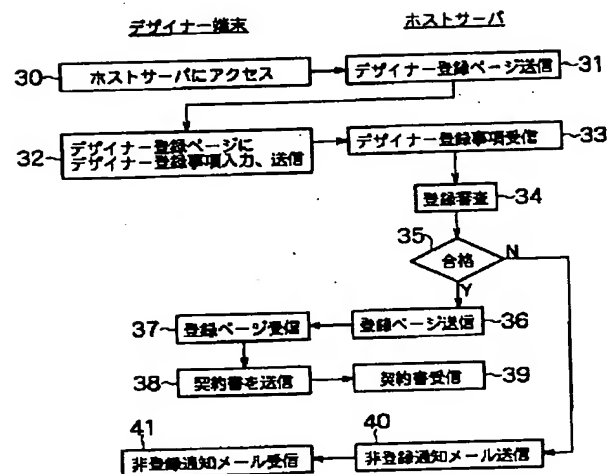 デザイナー端末
ホストサーバ
30
ホストサーバにアクセス
デザイナー登録ページ送信
31
32
デザイナー登録ページに
デザイナー登録事項入力、送信
デザイナー登録事項受信
33
登録審査
34
35
合格
N
Y
37
登録ページ受信
登録ページ送信
36
38
契約書を送信
契約書受信
39
41
非登録通知メール受信
40
非登録通知メール送信